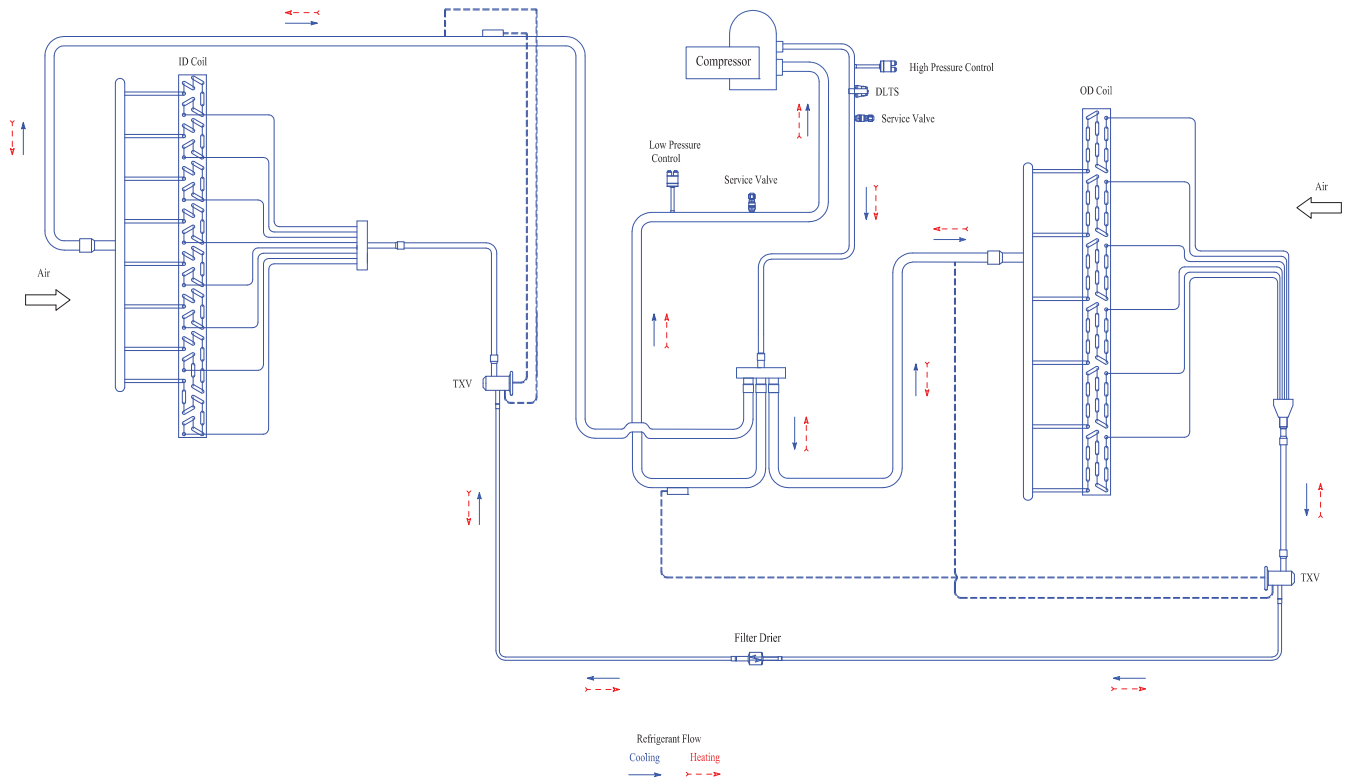 ID Coil
Compressor
High Pressure Control
DLTS
Service Valve
OD Coil
Low Pressure
Control
Service Valve
Air
Air
TXV
TXV
Filter Drier
Refrigerant Flow
Cooling
Heating